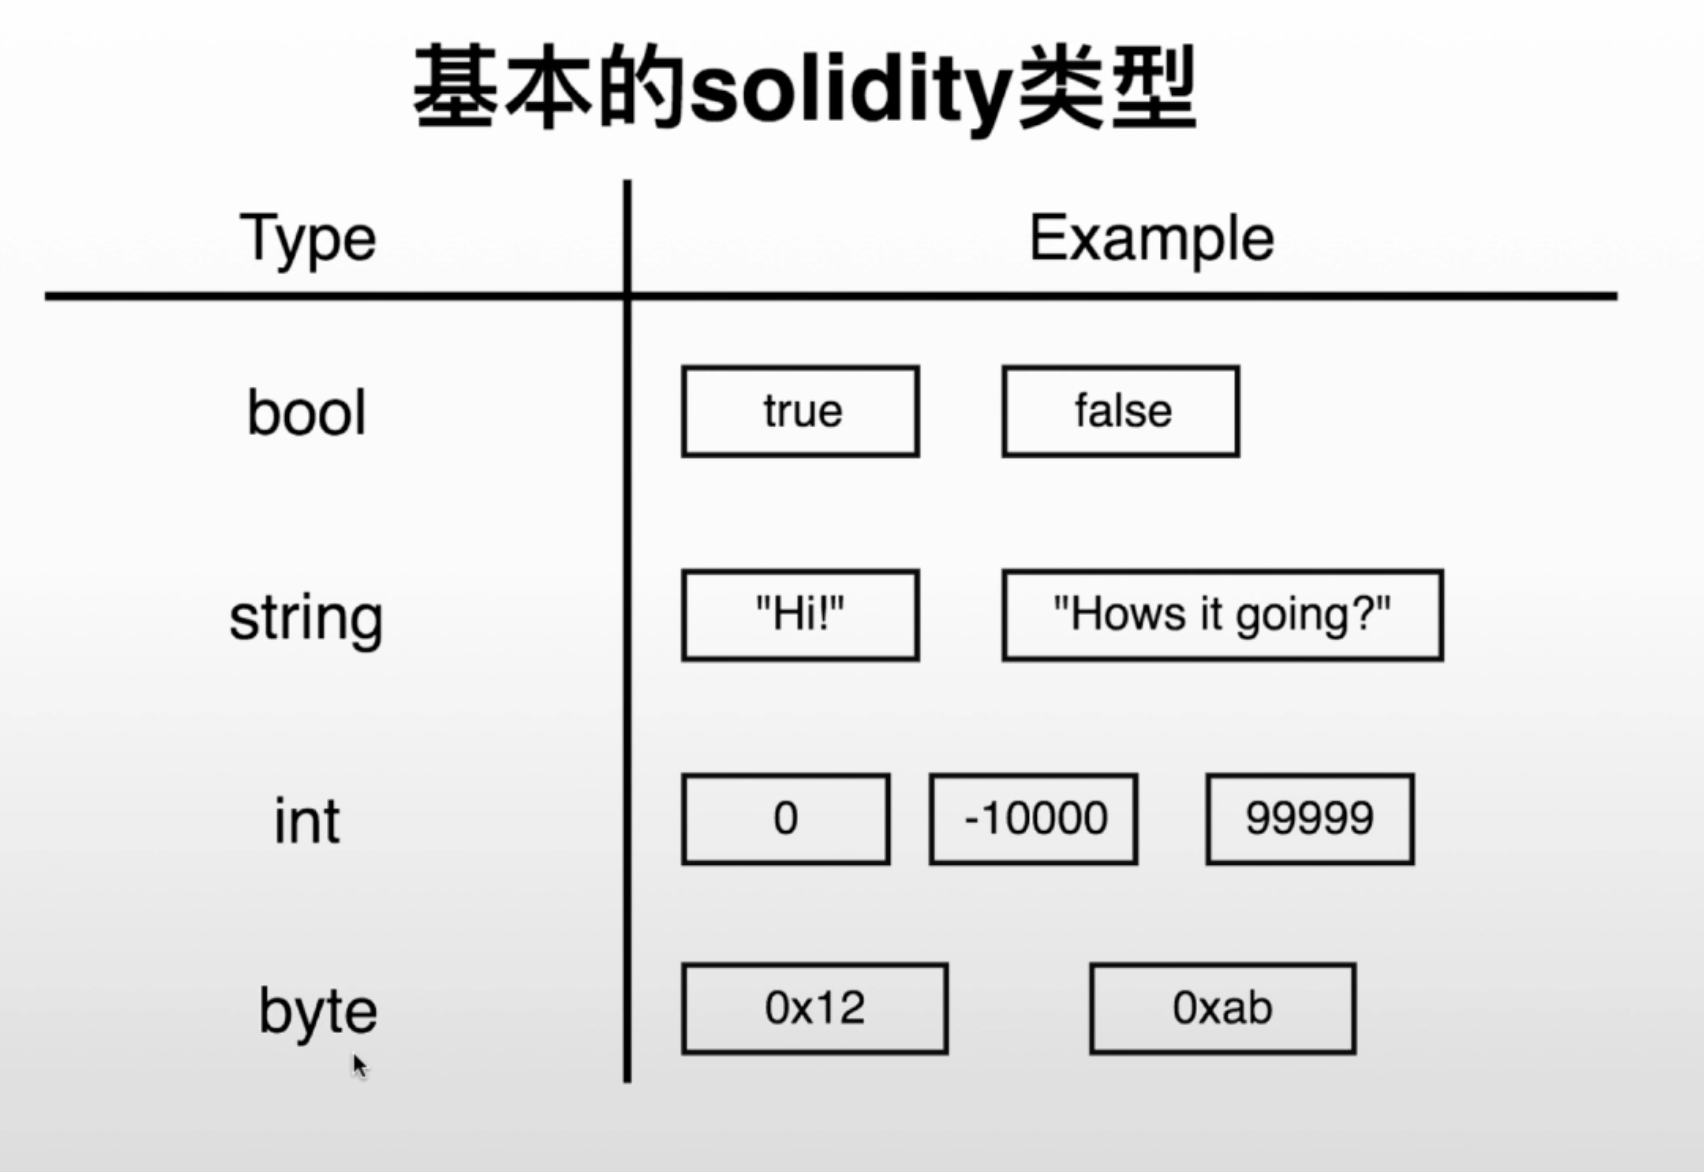 基本的solidity类型
Type Example
bool true false
string "Hi!" "Hows it going?"
int 0 -10000 99999
byte 0x12 0xab